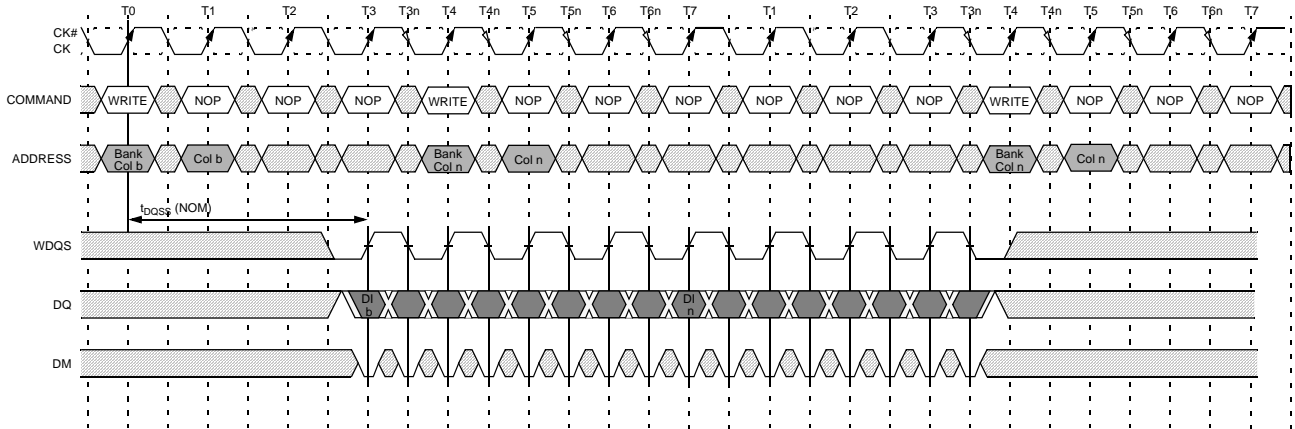 T0 T1 T2 T3 T3n T4 T4n T5 T5n T6 T6n T7 T1 T2 T3 T3n T4 T4n T5 T5n T6 T6n T7
CK#
CK
COMMAND WRITE NOP NOP NOP WRITE NOP NOP NOP NOP NOP NOP WRITE NOP NOP NOP
ADDRESS Bank Col b Col b Bank Col n Col n Bank Col n Col n
tDQSS (NOM)
WDQS
DQ DI b DI n
DM